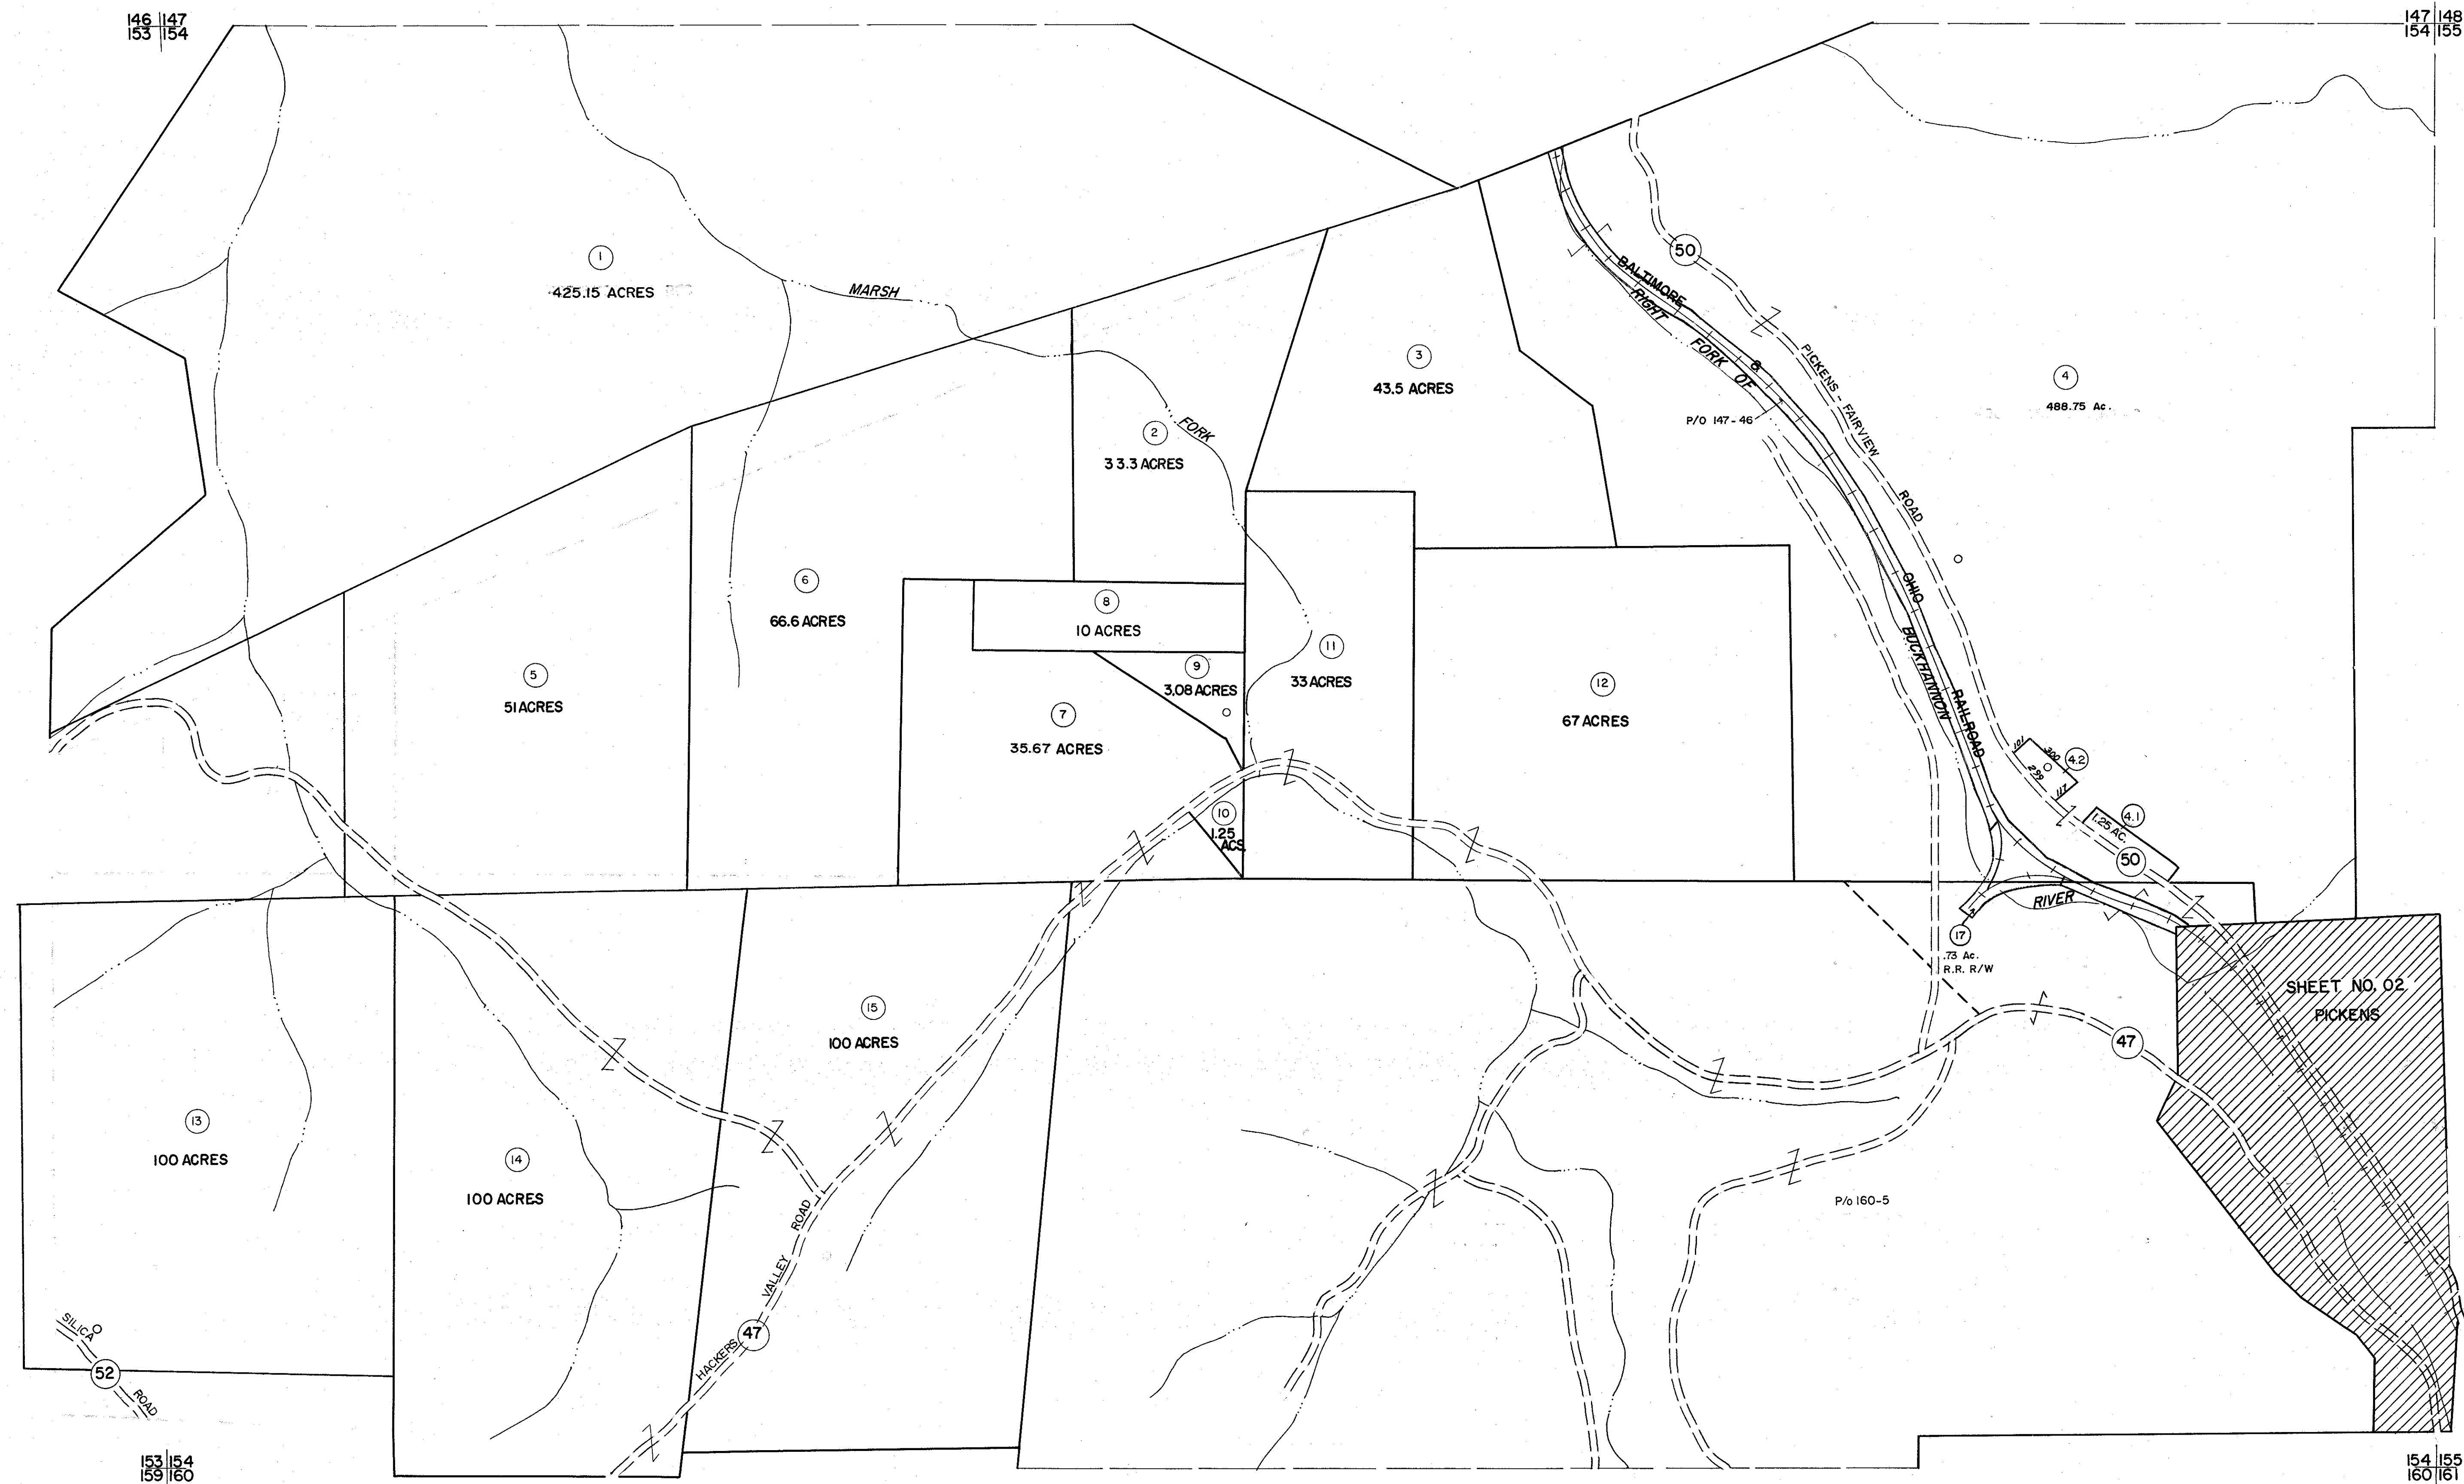 146 147
153 154
147 148
154 155
1
425.15 ACRES
MARSH
FORK
2
33.3 ACRES
3
43.5 ACRES
50
BALTIMORE
&
OHIO
RAILROAD
RIGHT
FORK OF
BUCKHANNON
RIVER
P/O 147-46
PICKENS - FAIRVIEW
ROAD
4
488.75 Ac.
5
51 ACRES
6
66.6 ACRES
7
35.67 ACRES
8
10 ACRES
9
3.08 ACRES
10
1.25
ACS.
11
33 ACRES
12
67 ACRES
101
300
4.2
299
117
4.1
1.25 AC.
50
17
.73 Ac.
R.R. R/W
SHEET NO. 02
PICKENS
47
13
100 ACRES
14
100 ACRES
15
100 ACRES
P/o 160-5
HACKERS
VALLEY
ROAD
47
SILICA
52
ROAD
153 154
159 160
154 155
160 161